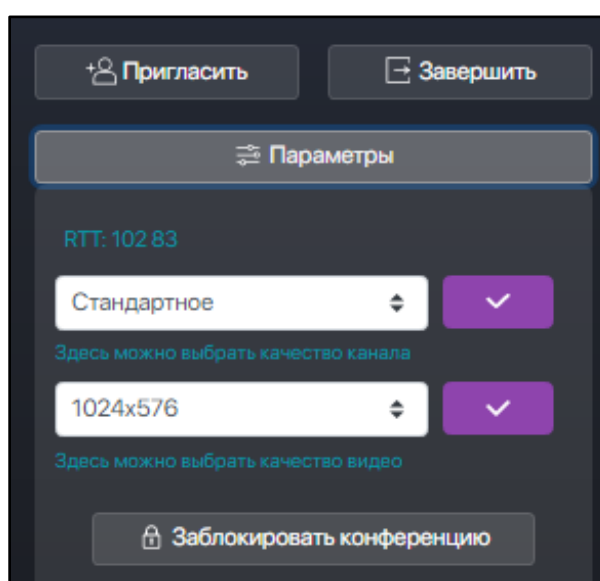 Пригласить
Завершить
Параметры
RTT: 102 83
Стандартное
Здесь можно выбрать качество канала
1024x576
Здесь можно выбрать качество видео
Заблокировать конференцию